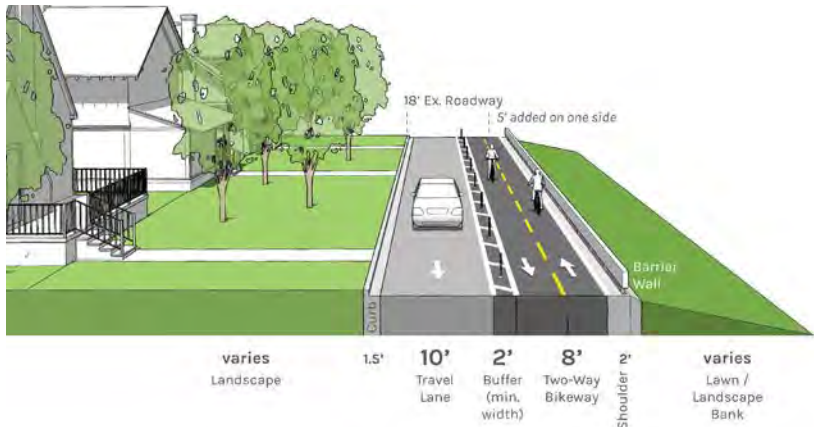 18' Ex. Roadway
5' added on one side
Barrier
Wall
Curb
varies
Landscape
1.5'
10'
Travel
Lane
2'
Buffer
(min.
width)
8'
Two-Way
Bikeway
2'
Shoulder
varies
Lawn /
Landscape
Bank